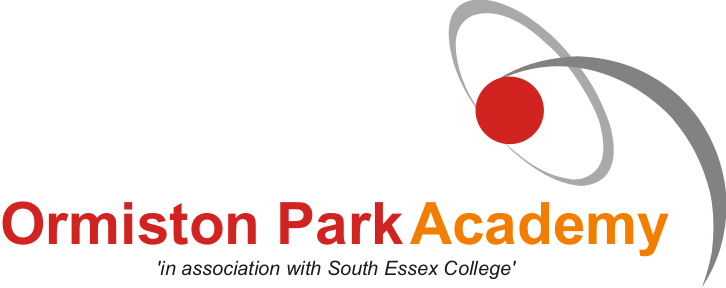 Ormiston Park Academy
'in association with South Essex College'